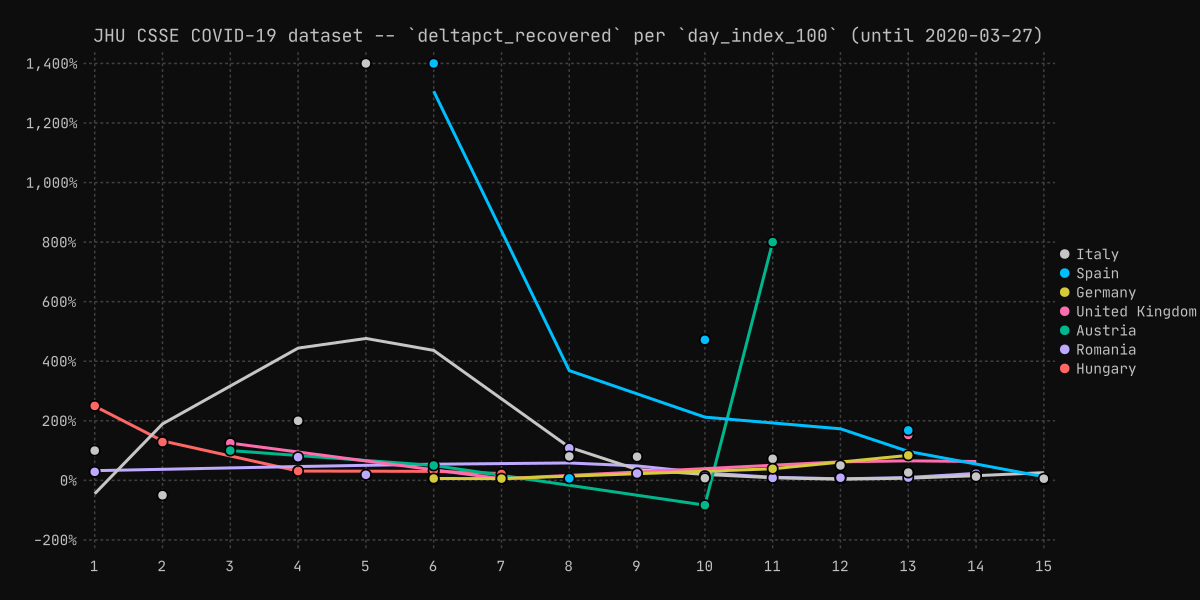 JHU CSSE COVID-19 dataset -- `deltapct_recovered` per `day_index_100` (until 2020-03-27)
1,400%
1,200%
1,000%
800%
600%
400%
200%
0%
-200%
1 2 3 4 5 6 7 8 9 10 11 12 13 14 15
Italy
Spain
Germany
United Kingdom
Austria
Romania
Hungary